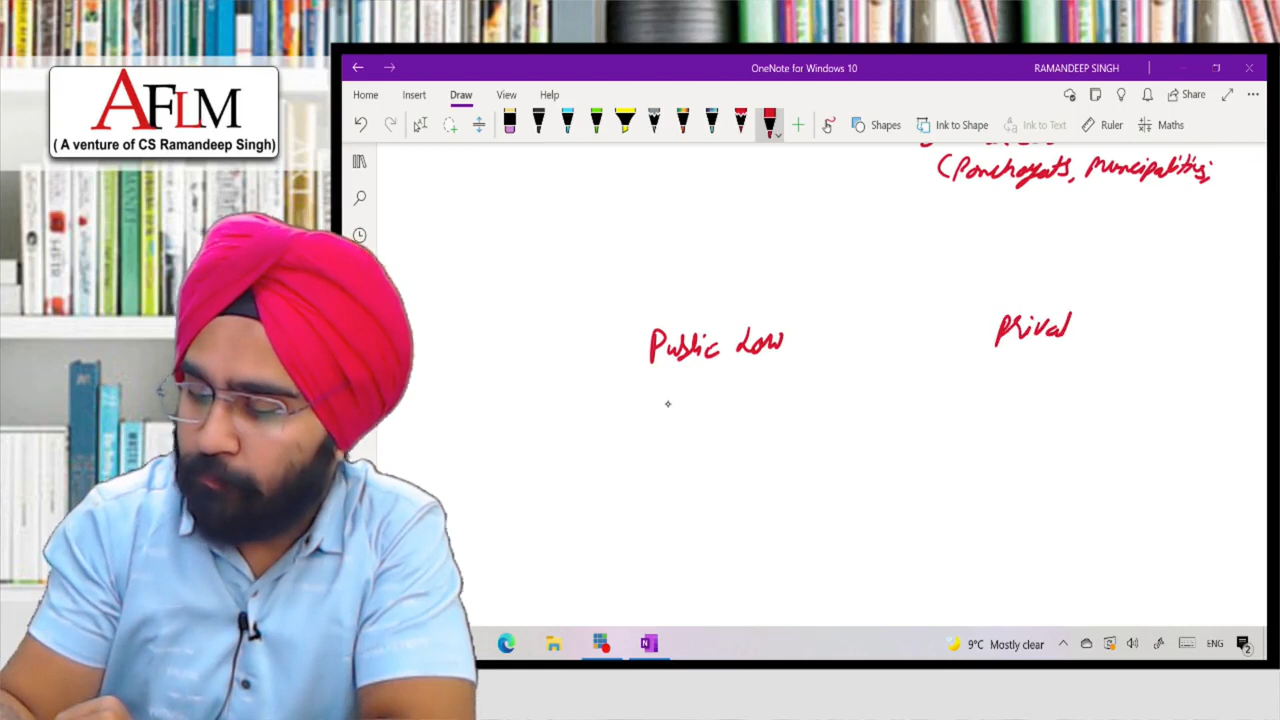 AFLM
( A venture of CS Ramandeep Singh)
OneNote for Windows 10
RAMANDEEP SINGH
Home
Insert
Draw
View
Help
Share
Shapes
Ink to Shape
Ink to Text
Ruler
Maths
(Panchayats, Municipalities,
Public Law
Prival
9°C Mostly clear
ENG
2